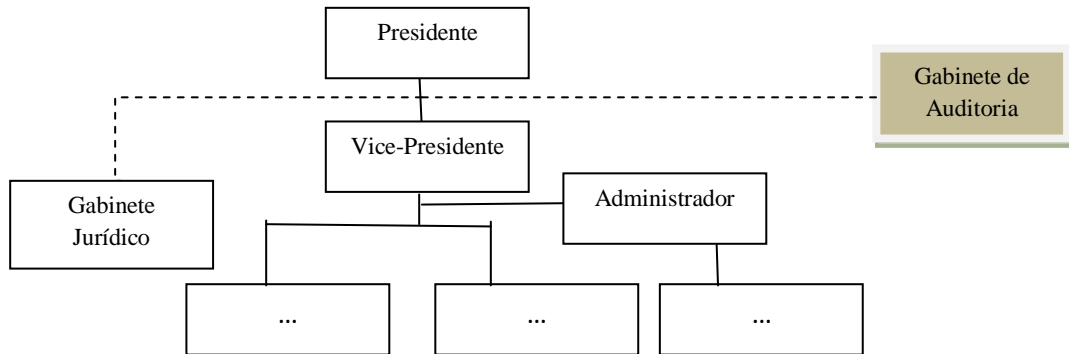 Presidente
Gabinete de
Auditoria
Vice-Presidente
Gabinete
Jurídico
Administrador
...
...
...